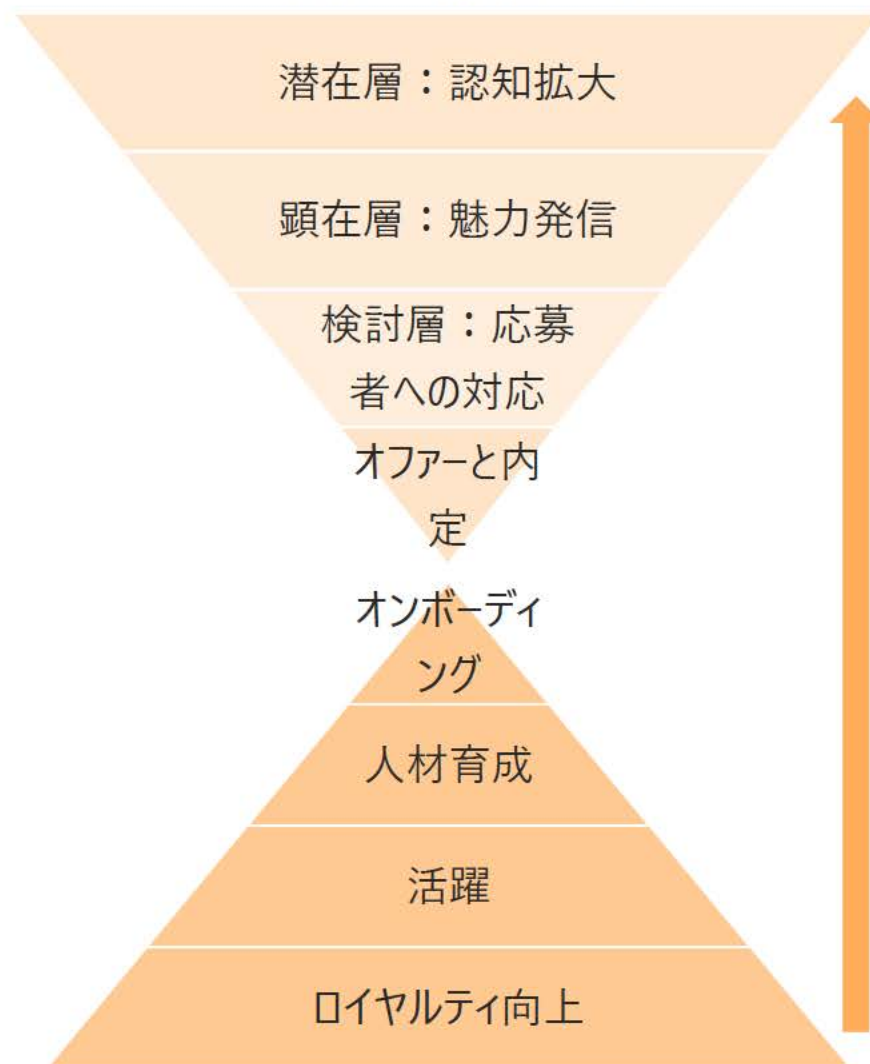 潜在層：認知拡大
顕在層：魅力発信
検討層：応募
者への対応
オファーと内
定
オンボーディ
ング
人材育成
活躍
ロイヤルティ向上